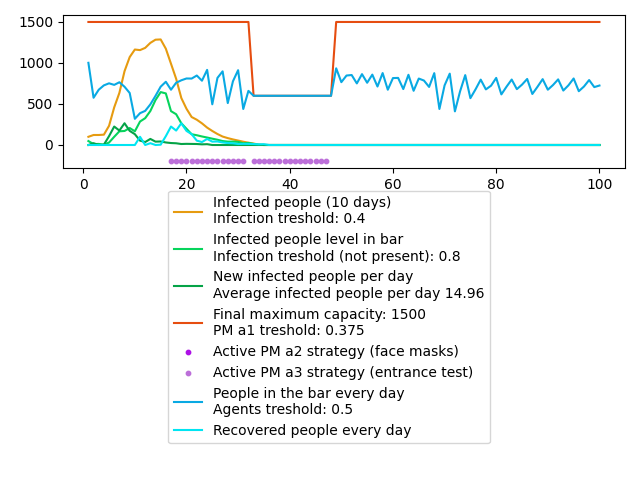 1500
1000
500
0
0 20 40 60 80 100
Infected people (10 days)
Infection treshold: 0.4
Infected people level in bar
Infection treshold (not present): 0.8
New infected people per day
Average infected people per day 14.96
Final maximum capacity: 1500
PM a1 treshold: 0.375
Active PM a2 strategy (face masks)
Active PM a3 strategy (entrance test)
People in the bar every day
Agents treshold: 0.5
Recovered people every day